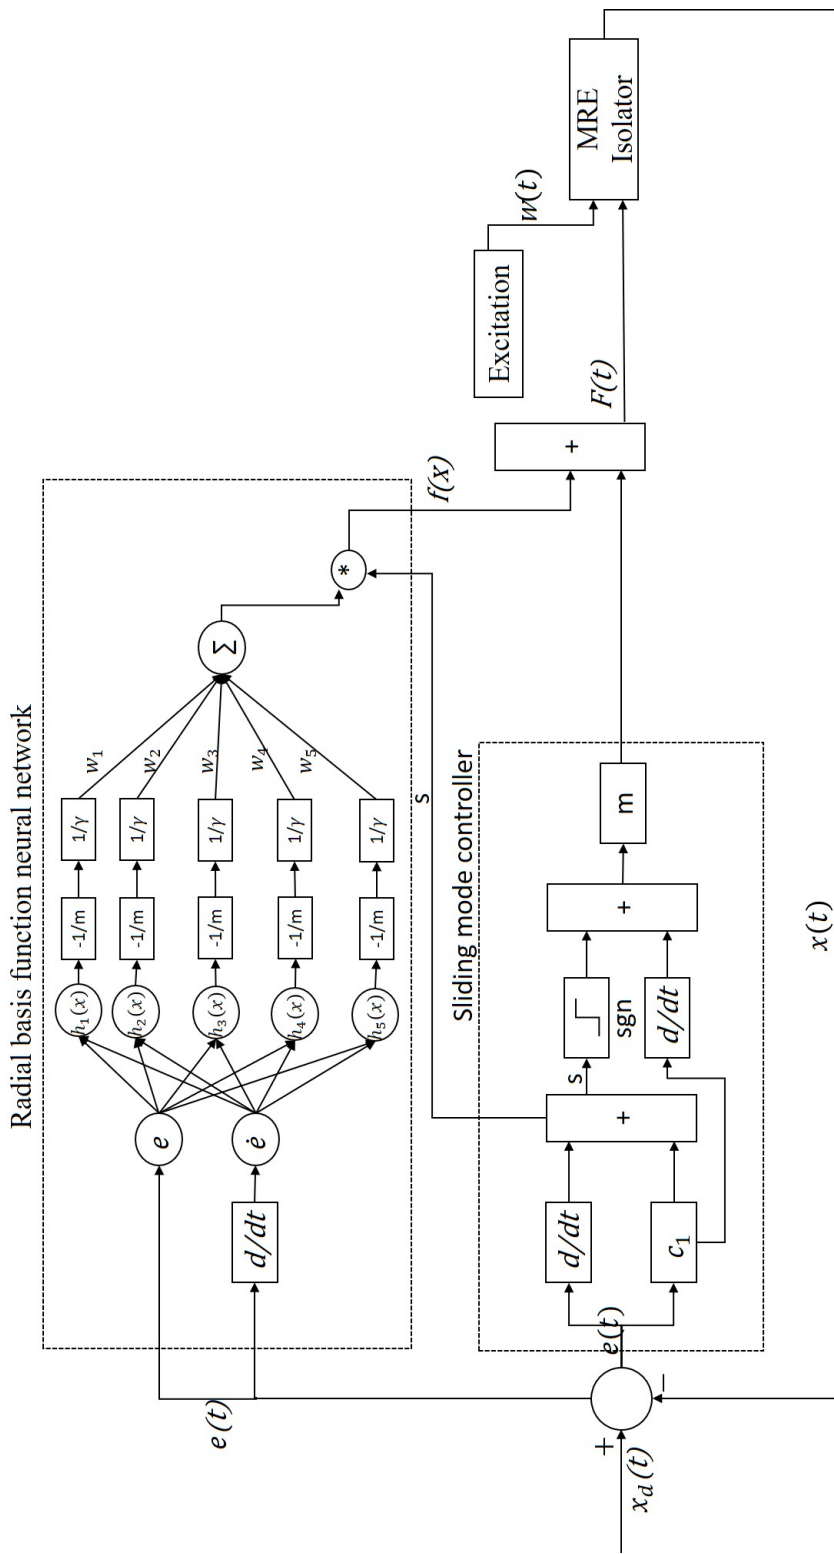 Radial basis function neural network
e(t)
d/dt
e
ė
h₁(x)
h₂(x)
h₃(x)
h₄(x)
h₅(x)
-1/m
-1/m
-1/m
-1/m
-1/m
1/γ
1/γ
1/γ
1/γ
1/γ
w₁
w₂
w₃
w₄
w₅
Σ
*
f(x)
s
Sliding mode controller
x_d(t)
+
−
e(t)
d/dt
c₁
+
s
sgn
d/dt
+
m
+
F(t)
Excitation
w(t)
MRE
Isolator
x(t)